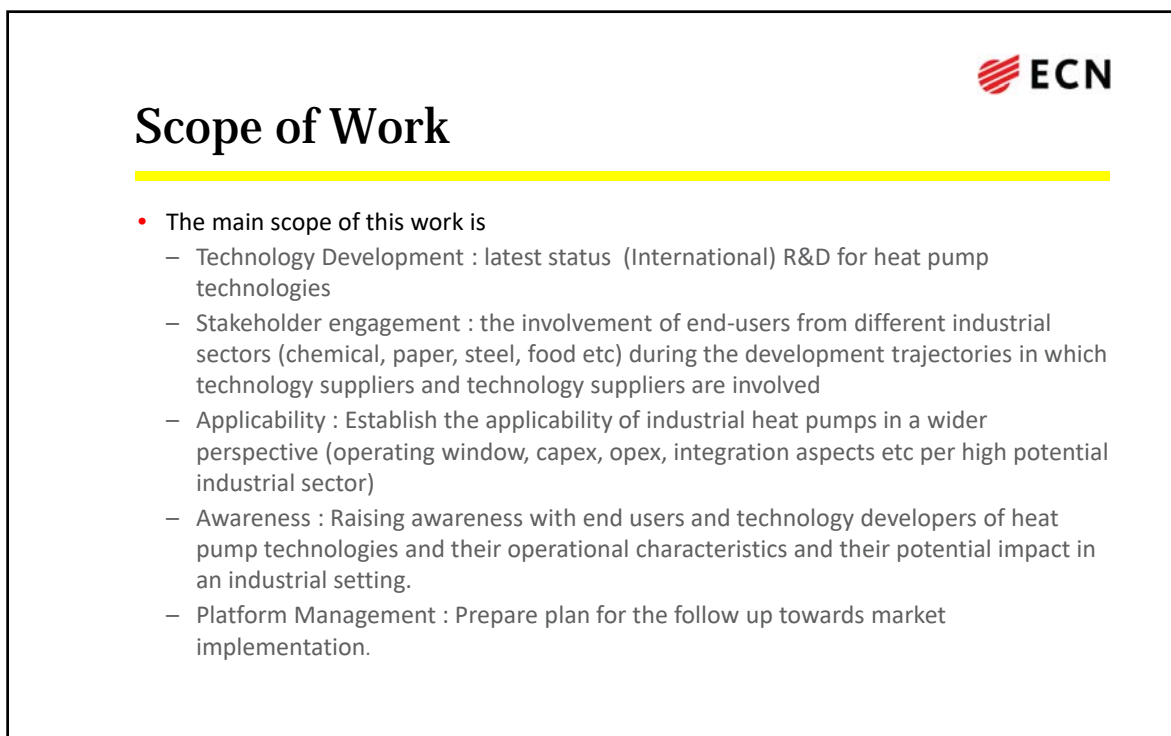 ECN
Scope of Work
• The main scope of this work is
– Technology Development : latest status  (International) R&D for heat pump
technologies
– Stakeholder engagement : the involvement of end-users from different industrial
sectors (chemical, paper, steel, food etc) during the development trajectories in which
technology suppliers and technology suppliers are involved
– Applicability : Establish the applicability of industrial heat pumps in a wider
perspective (operating window, capex, opex, integration aspects etc per high potential
industrial sector)
– Awareness : Raising awareness with end users and technology developers of heat
pump technologies and their operational characteristics and their potential impact in
an industrial setting.
– Platform Management : Prepare plan for the follow up towards market
implementation.